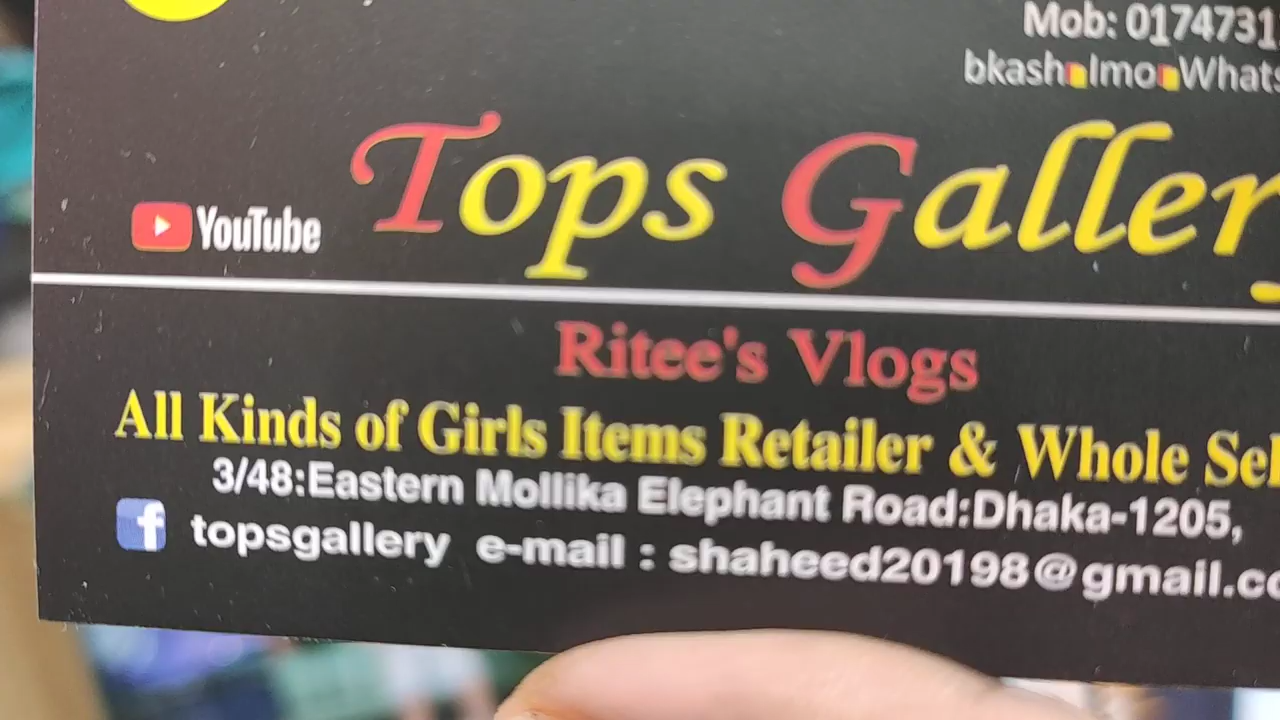 Mob: 0174731
bkash Imo Whats
Tops Gallery
YouTube
Ritee's Vlogs
All Kinds of Girls Items Retailer & Whole Sel
3/48:Eastern Mollika Elephant Road:Dhaka-1205,
topsgallery e-mail : shaheed20198@gmail.co